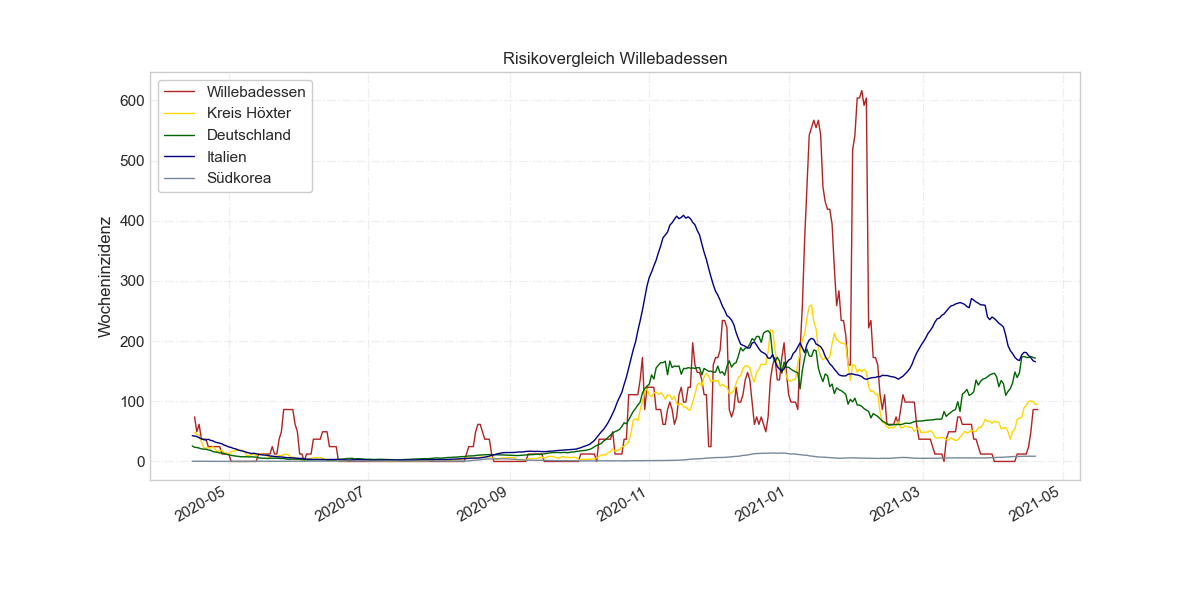 Risikovergleich Willebadessen
Willebadessen
Kreis Höxter
Deutschland
Italien
Südkorea
Wocheninzidenz
600
500
400
300
200
100
0
2020-05
2020-07
2020-09
2020-11
2021-01
2021-03
2021-05